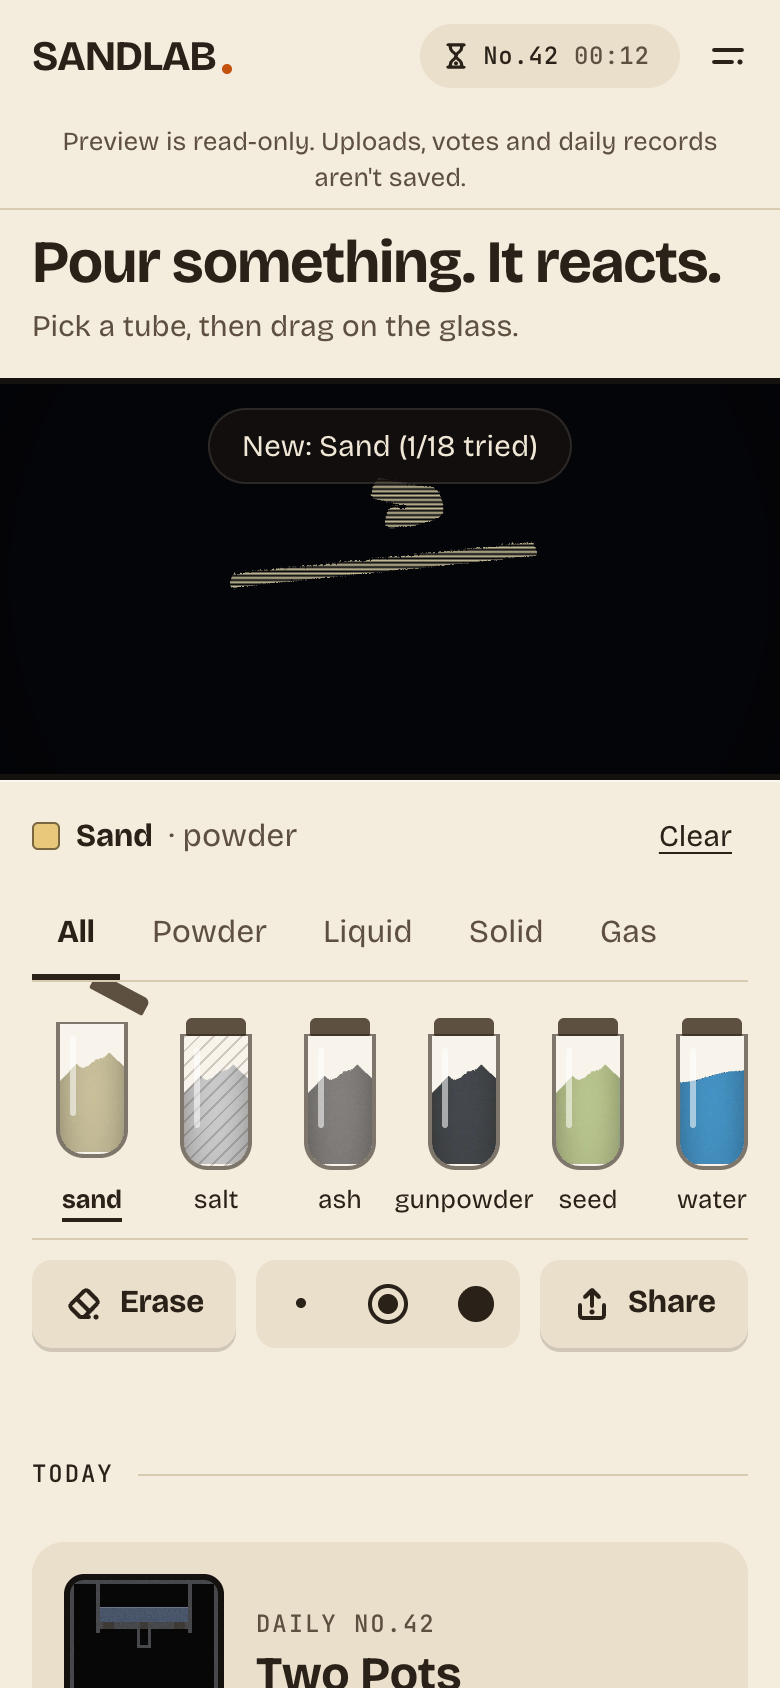 SANDLAB.
No.42 00:12
Preview is read-only. Uploads, votes and daily records
aren't saved.
Pour something. It reacts.
Pick a tube, then drag on the glass.
New: Sand (1/18 tried)
Sand · powder
Clear
All Powder Liquid Solid Gas
sand salt ash gunpowder seed water
Erase
Share
TODAY
DAILY NO.42
Two Pots